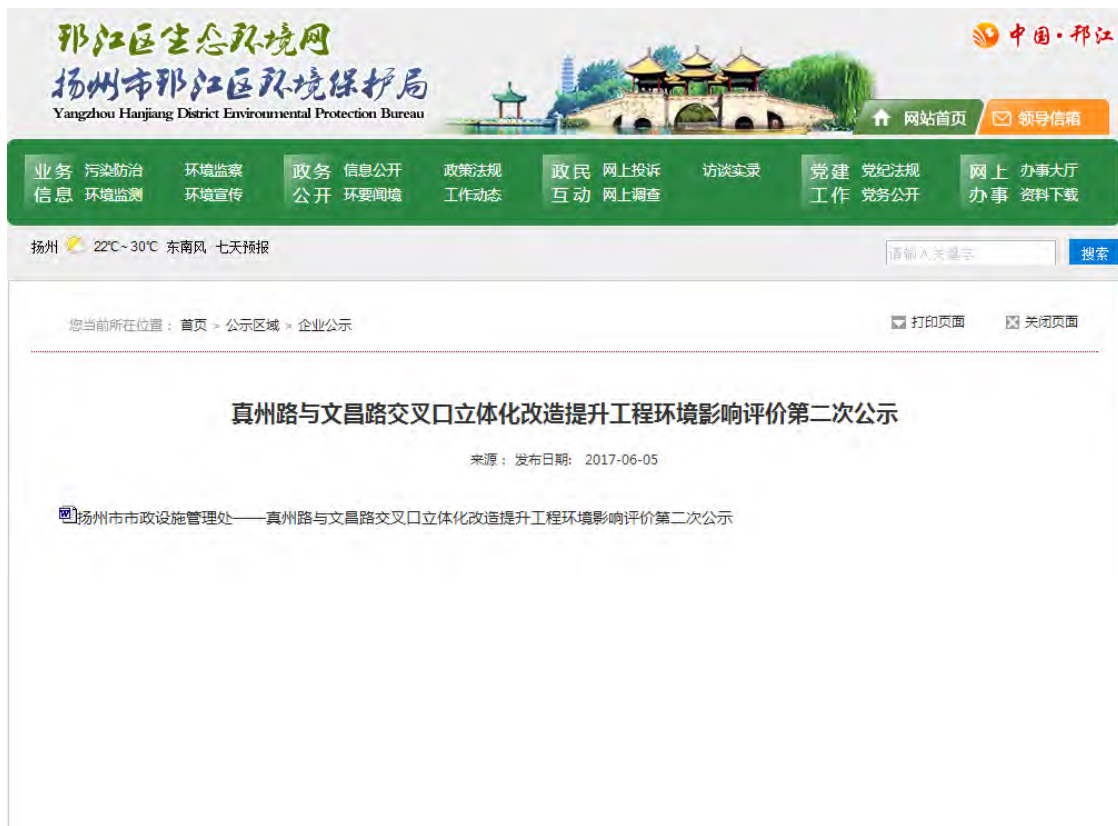 邗江区生态环境网
中国·邗江
扬州市邗江区环境保护局
Yangzhou Hanjiang District Environmental Protection Bureau
网站首页 领导信箱
业务 污染防治 环境监察 政务 信息公开 政策法规 政民 网上投诉 访谈实录 党建 党纪法规 网上 办事大厅
信息 环境监测 环境宣传 公开 环要闻境 工作动态 互动 网上调查 工作 党务公开 办事 资料下载
扬州 22℃~30℃ 东南风 七天预报 请输入关键字 搜索
您当前所在位置： 首页 > 公示区域 > 企业公示 打印页面 关闭页面
真州路与文昌路交叉口立体化改造提升工程环境影响评价第二次公示
来源： 发布日期: 2017-06-05
扬州市市政设施管理处——真州路与文昌路交叉口立体化改造提升工程环境影响评价第二次公示